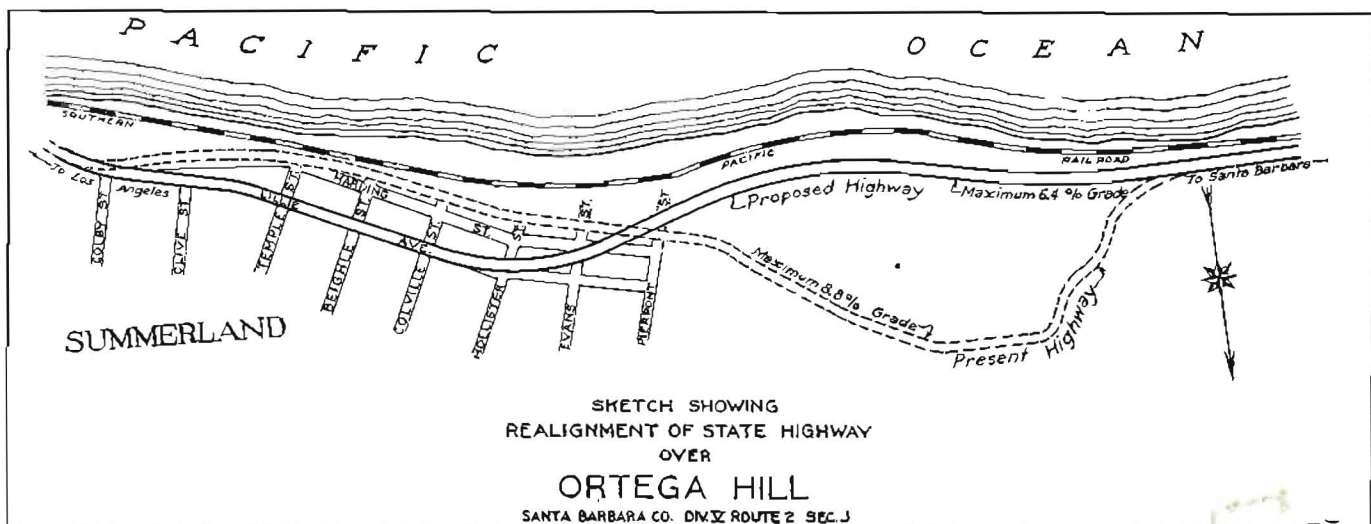 PACIFIC OCEAN
SOUTHERN PACIFIC RAILROAD
To Los Angeles
To Santa Barbara
Proposed Highway
Maximum 6.4 % Grade
HARDING ST.
LILLIE AVE.
COLBY ST.
OLIVE ST.
TEMPLE ST.
BEIGHLE ST.
COLVILLE ST.
HOLLISTER ST.
EVANS ST.
PIERPONT ST.
Maximum 8.8% Grade
Present Highway
SUMMERLAND
SKETCH SHOWING
REALIGNMENT OF STATE HIGHWAY
OVER
ORTEGA HILL
SANTA BARBARA CO. DIV. V ROUTE 2 SEC. J